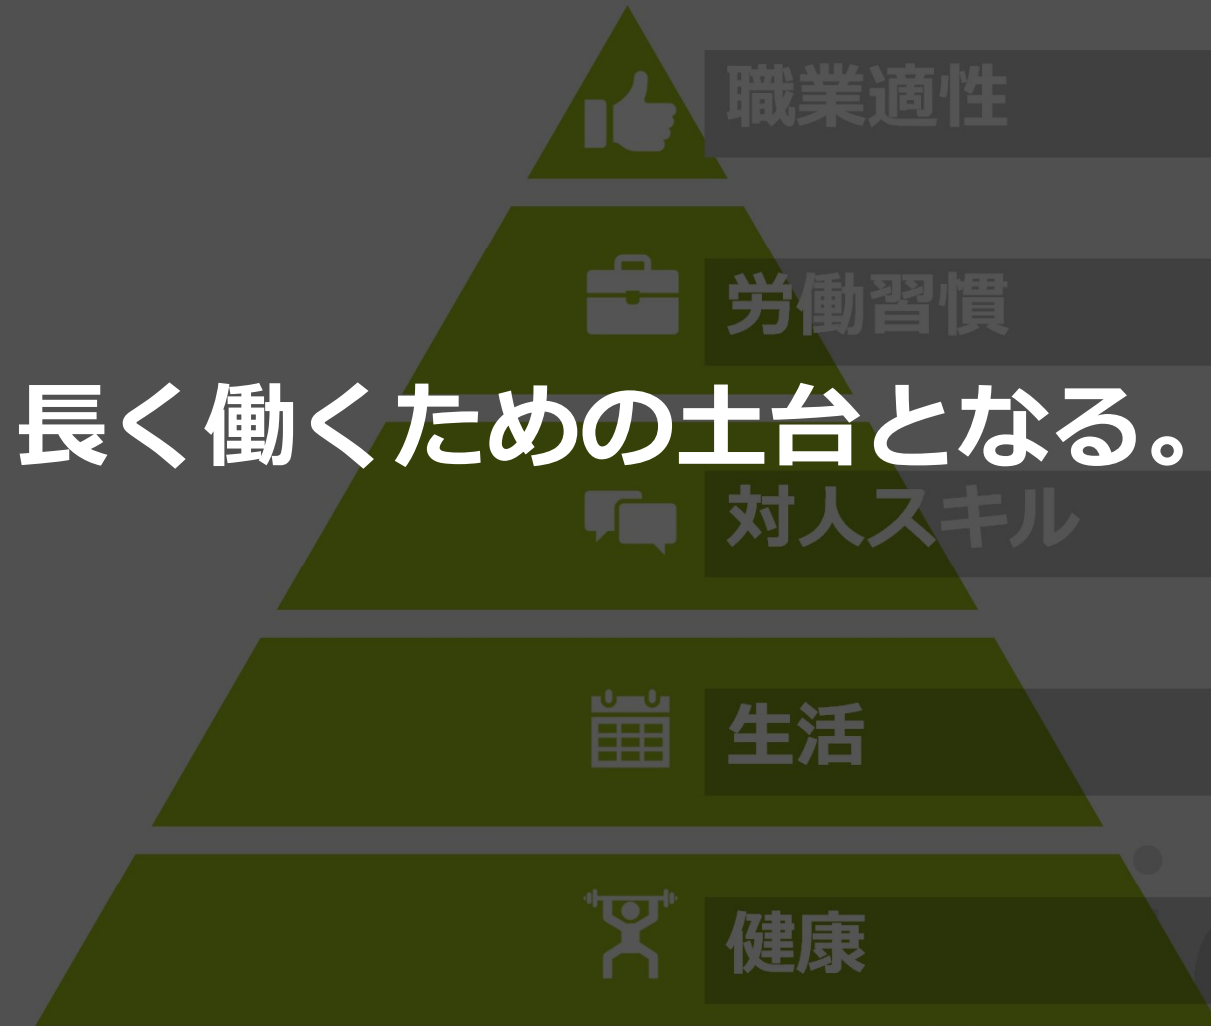 職業適性
労働習慣
長く働くための土台となる。
対人スキル
生活
健康